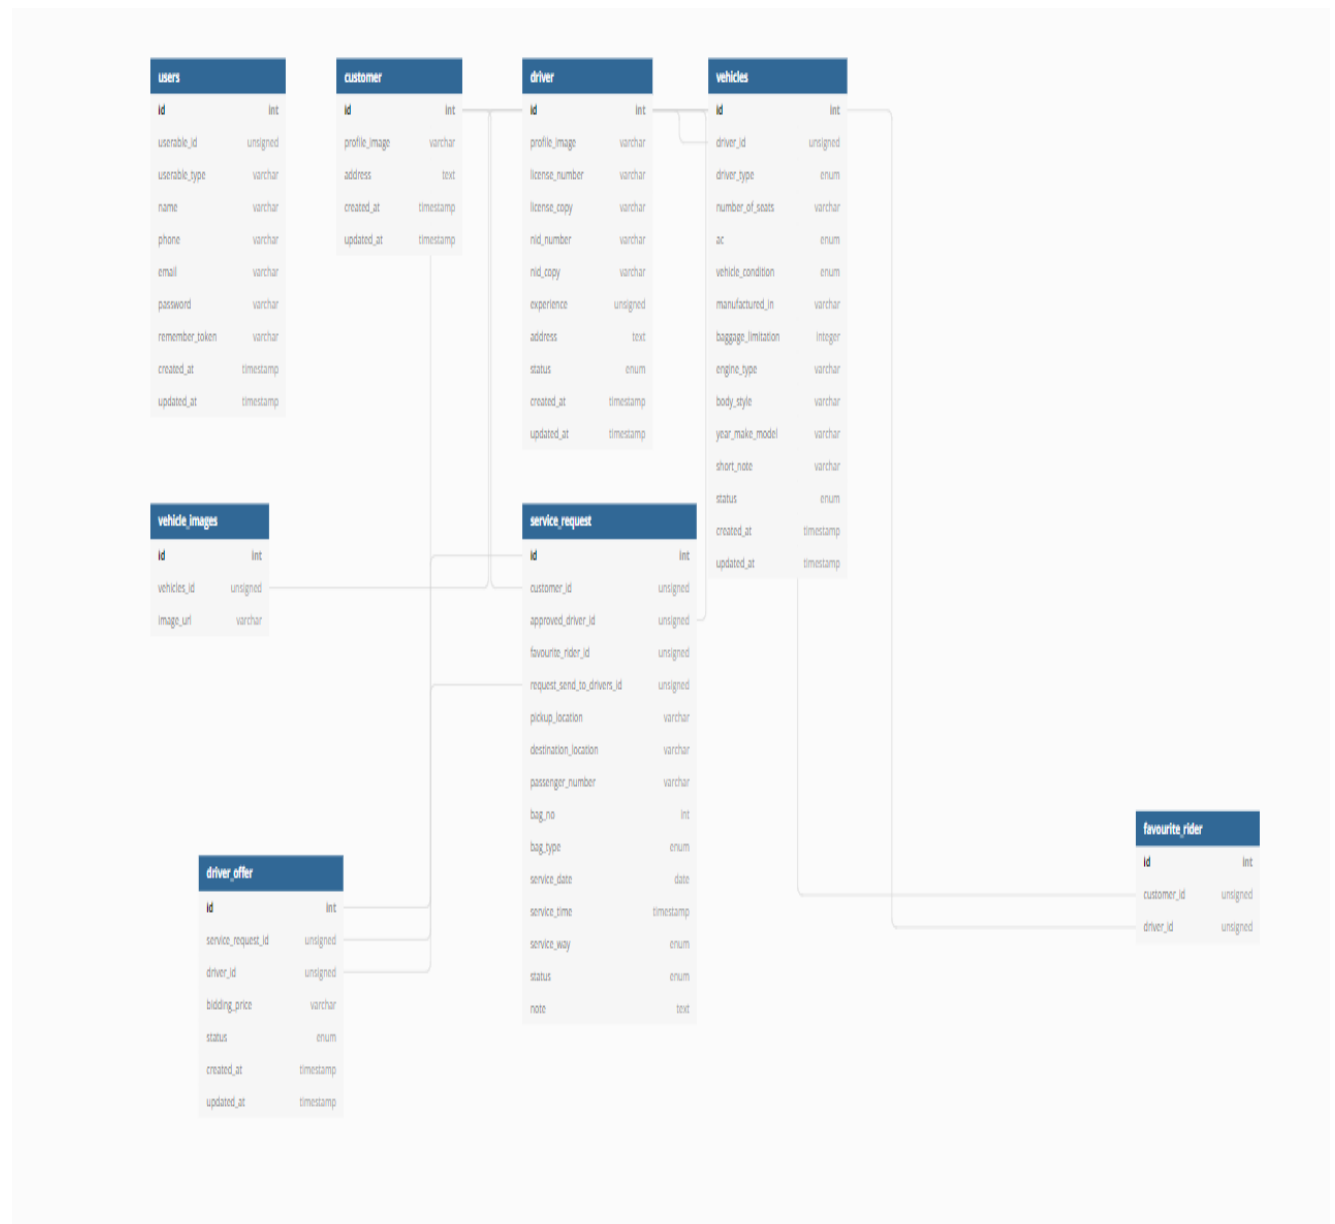 users
id int
userable_id unsigned
userable_type varchar
name varchar
phone varchar
email varchar
password varchar
remember_token varchar
created_at timestamp
updated_at timestamp
customer
id int
profile_image varchar
address text
created_at timestamp
updated_at timestamp
driver
id int
profile_image varchar
license_number varchar
license_copy varchar
nid_number varchar
nid_copy varchar
experience unsigned
address text
status enum
created_at timestamp
updated_at timestamp
vehicles
id int
driver_id unsigned
driver_type enum
number_of_seats varchar
ac enum
vehicle_condition enum
manufactured_in varchar
baggage_limitation integer
engine_type varchar
body_style varchar
year_make_model varchar
short_note varchar
status enum
created_at timestamp
updated_at timestamp
vehicle_images
id int
vehicles_id unsigned
image_url varchar
service_request
id int
customer_id unsigned
approved_driver_id unsigned
favourite_rider_id unsigned
request_send_to_drivers_id unsigned
pickup_location varchar
destination_location varchar
passenger_number varchar
bag_no int
bag_type enum
service_date date
service_time timestamp
service_way enum
status enum
note text
driver_offer
id int
service_request_id unsigned
driver_id unsigned
bidding_price varchar
status enum
created_at timestamp
updated_at timestamp
favourite_rider
id int
customer_id unsigned
driver_id unsigned